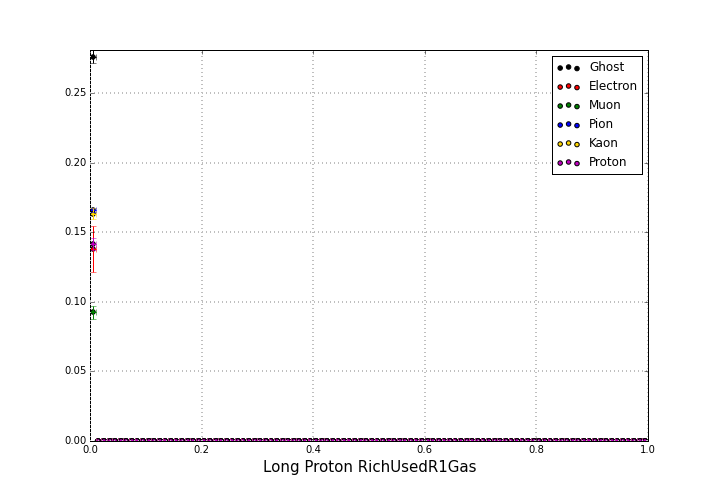 Ghost
Electron
Muon
Pion
Kaon
Proton
0.25
0.20
0.15
0.10
0.05
0.00
0.0 0.2 0.4 0.6 0.8 1.0
Long Proton RichUsedR1Gas